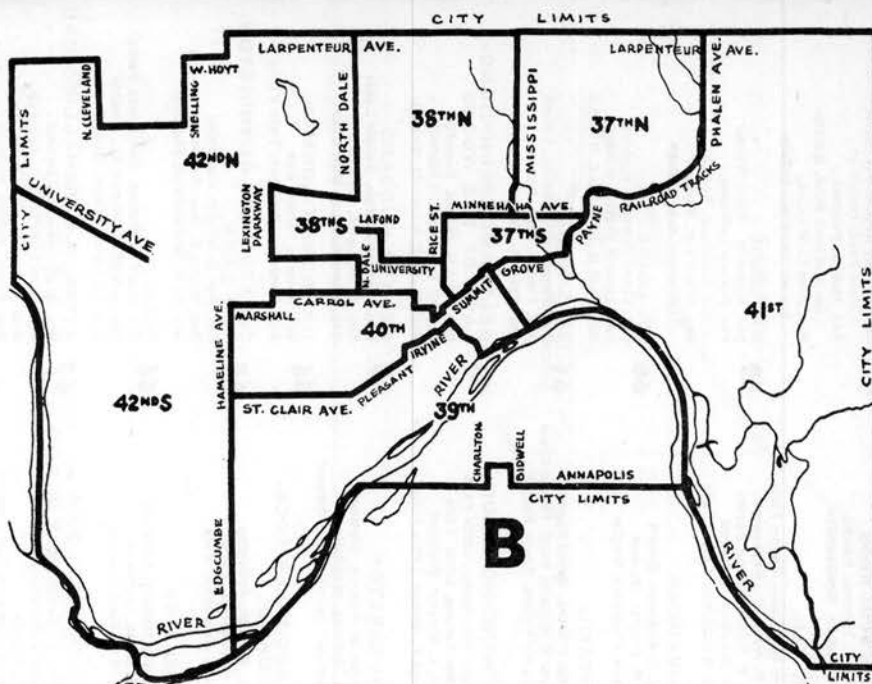 CITY LIMITS
LARPENTEUR AVE.
LARPENTEUR AVE.
N. CLEVELAND
W. HOYT
SNELLING
NORTH DALE
38TH N
MISSISSIPPI
37TH N
PHALEN AVE.
CITY LIMITS
42ND N
UNIVERSITY AVE
LEXINGTON PARKWAY
38TH S
LAFOND
RICE ST.
MINNEHAHA AVE.
37TH S
PAYNE
RAILROAD TRACKS
N. DALE
UNIVERSITY
GROVE
SUMMIT
CARROL AVE.
MARSHALL
40TH
41ST
CITY LIMITS
HAMELINE AVE.
PLEASANT
IRVINE
RIVER
39TH
42ND S
ST. CLAIR AVE.
CHARLTON
BIDWELL
ANNAPOLIS
CITY LIMITS
B
EDGCUMBE
RIVER
RIVER
CITY
LIMITS